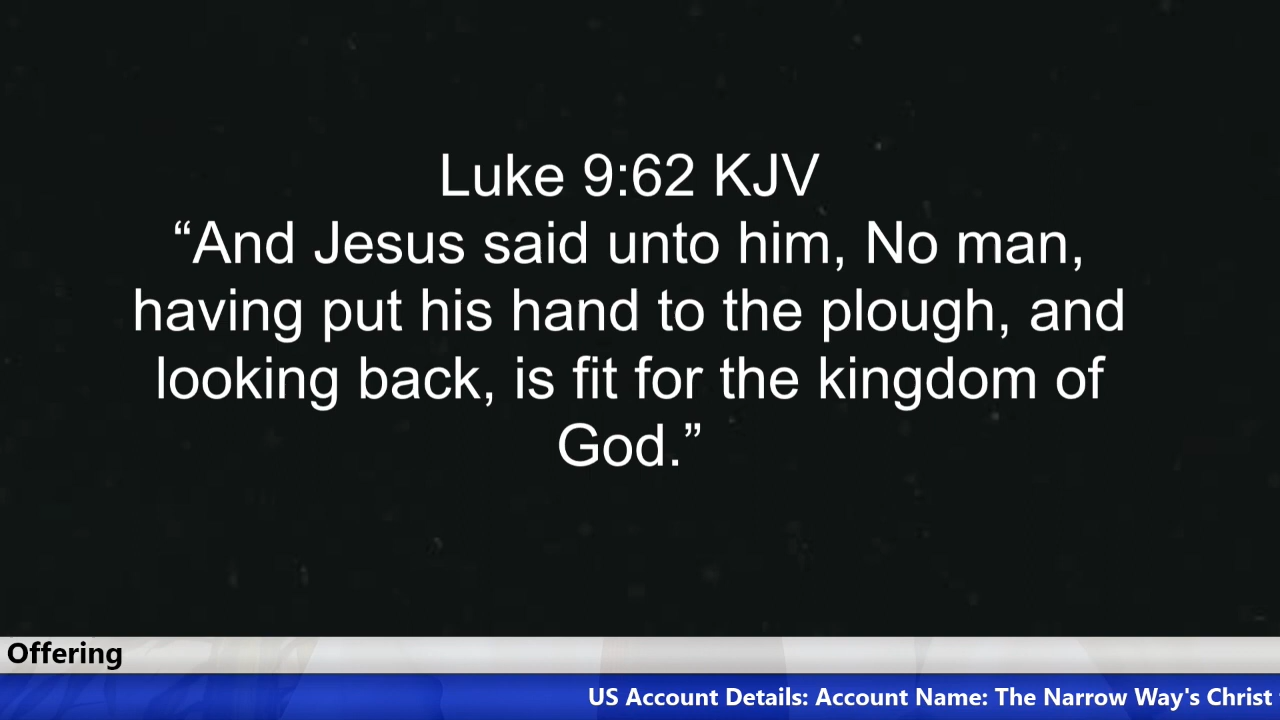 Luke 9:62 KJV
“And Jesus said unto him, No man,
having put his hand to the plough, and
looking back, is fit for the kingdom of
God.”
Offering
US Account Details: Account Name: The Narrow Way's Christ